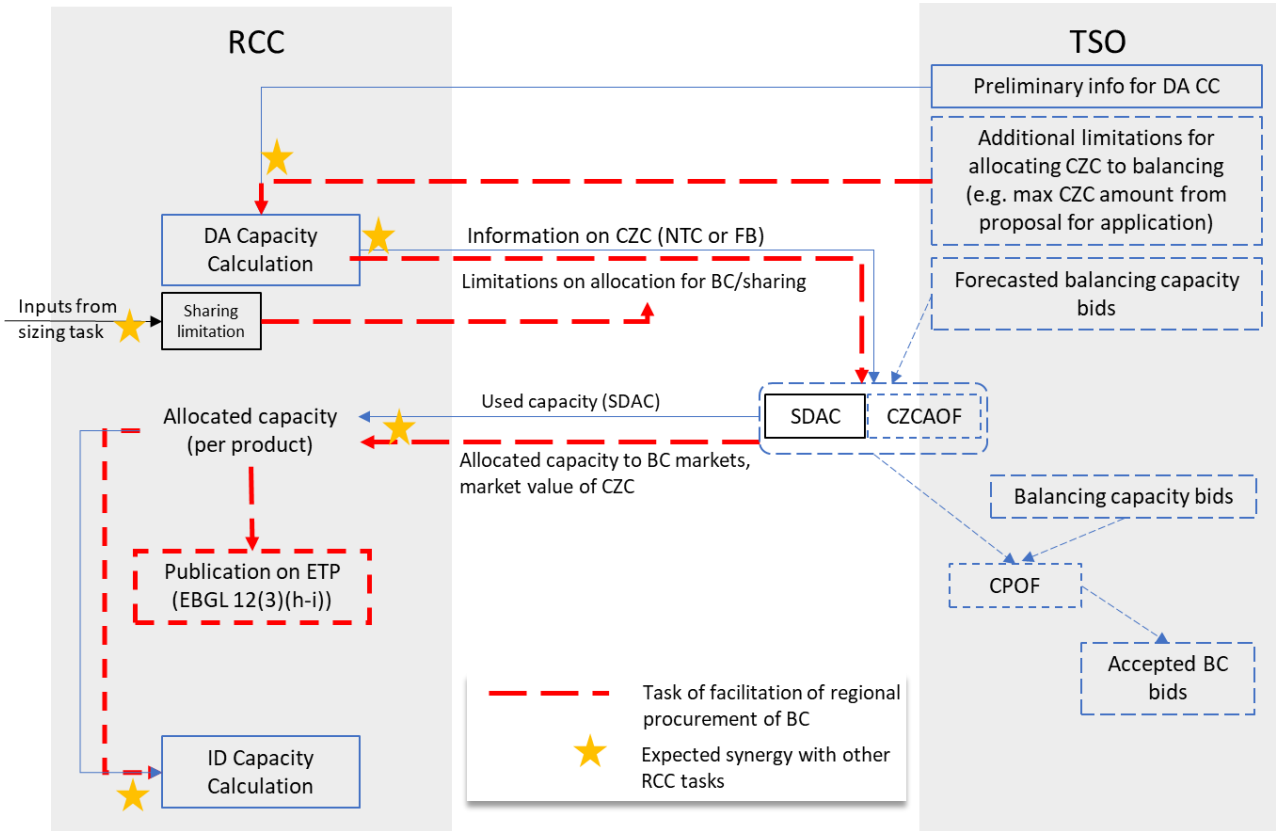 RCC
TSO
Preliminary info for DA CC
Additional limitations for
allocating CZC to balancing
(e.g. max CZC amount from
proposal for application)
DA Capacity
Calculation
Information on CZC (NTC or FB)
Limitations on allocation for BC/sharing
Forecasted balancing capacity
bids
Inputs from
sizing task
Sharing
limitation
Used capacity (SDAC)
SDAC
CZCAOF
Allocated capacity
(per product)
Allocated capacity to BC markets,
market value of CZC
Balancing capacity bids
Publication on ETP
(EBGL 12(3)(h-i))
CPOF
Accepted BC
bids
Task of facilitation of regional
procurement of BC
Expected synergy with other
RCC tasks
ID Capacity
Calculation